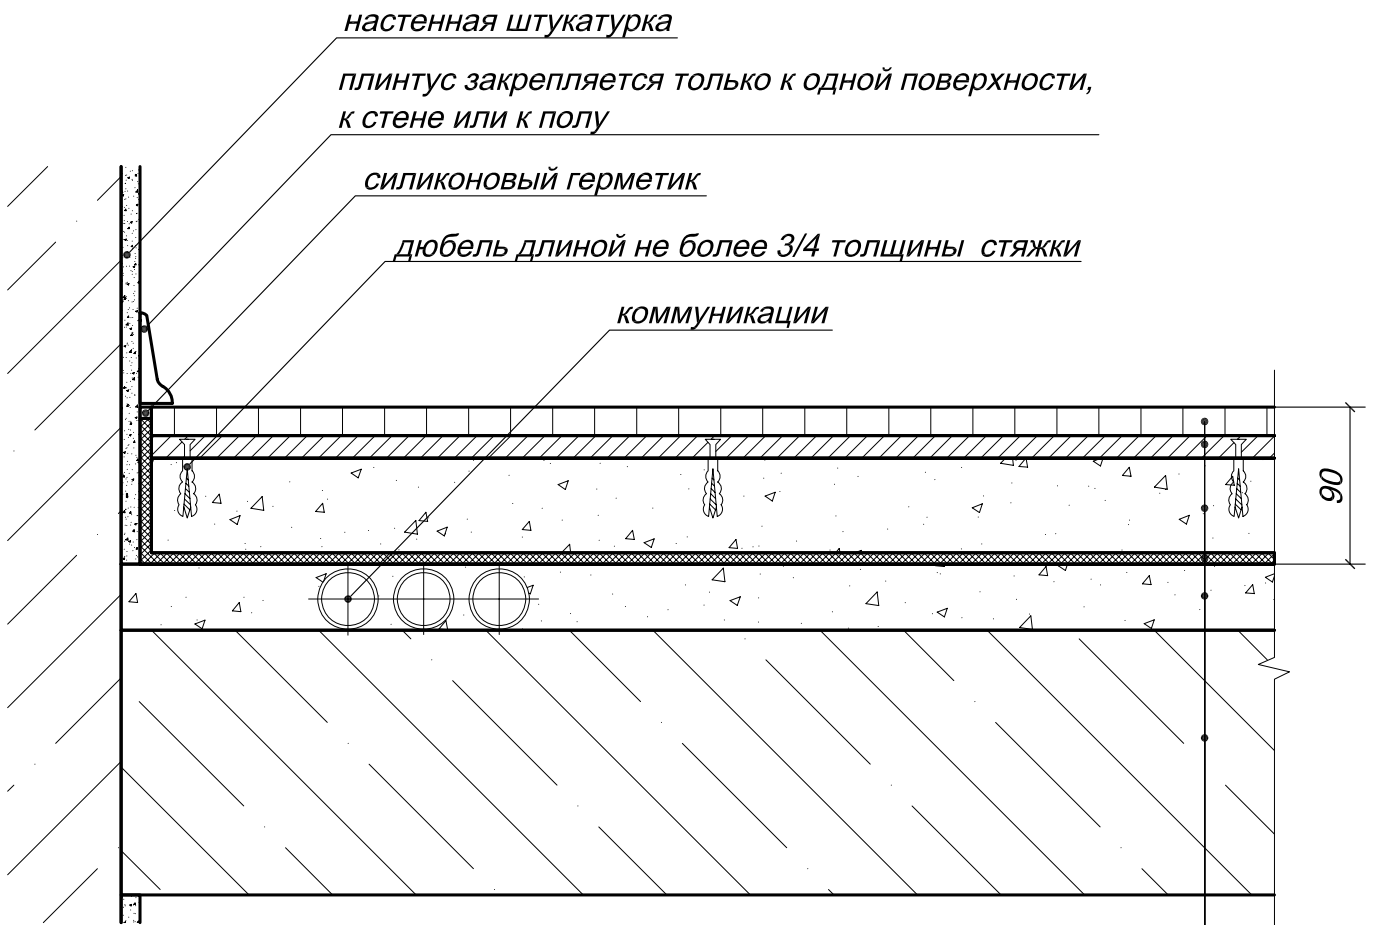 настенная штукатурка
плинтус закрепляется только к одной поверхности,
к стене или к полу
силиконовый герметик
дюбель длиной не более 3/4 толщины стяжки
коммуникации
90